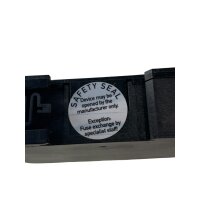 SAFETY SEAL
Device may be
opened by the
manufacturer only.
Exception:
Fuse exchange by
specialist staff